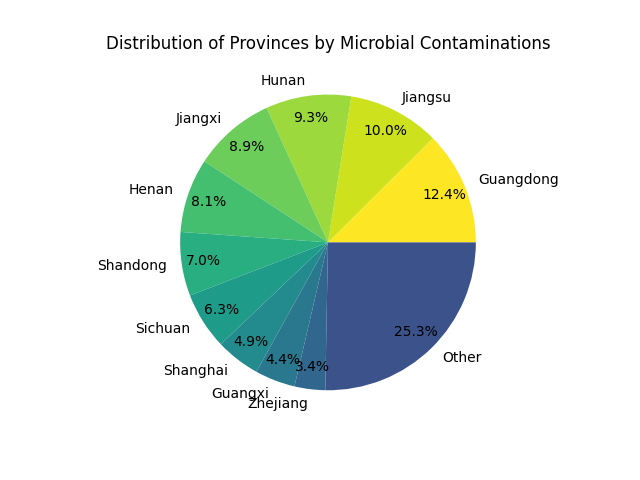 Distribution of Provinces by Microbial Contaminations
Guangdong
12.4%
Jiangsu
10.0%
Hunan
9.3%
Jiangxi
8.9%
Henan
8.1%
Shandong
7.0%
Sichuan
6.3%
Shanghai
4.9%
Guangxi
4.4%
Zhejiang
3.4%
Other
25.3%